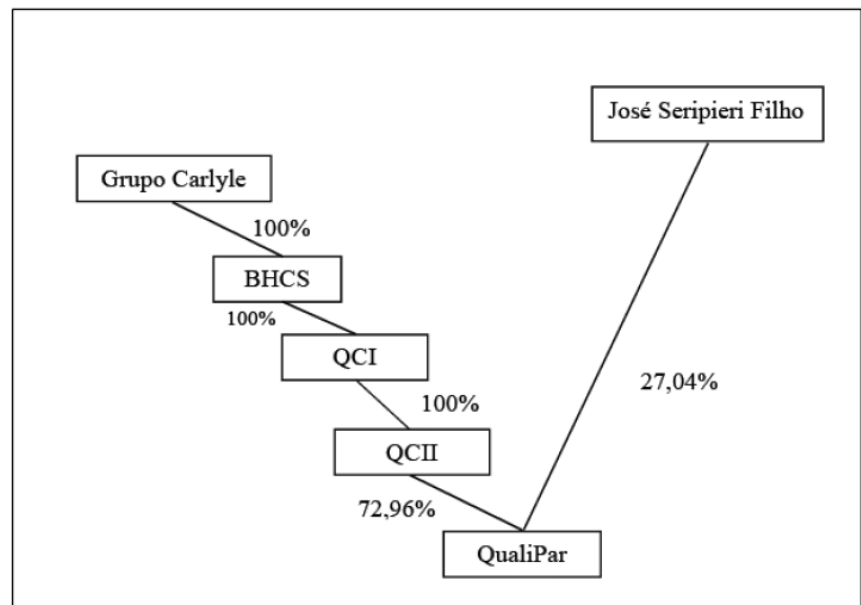 José Seripieri Filho
Grupo Carlyle
100%
BHCS
100%
QCI
27,04%
100%
QCII
72,96%
QualiPar